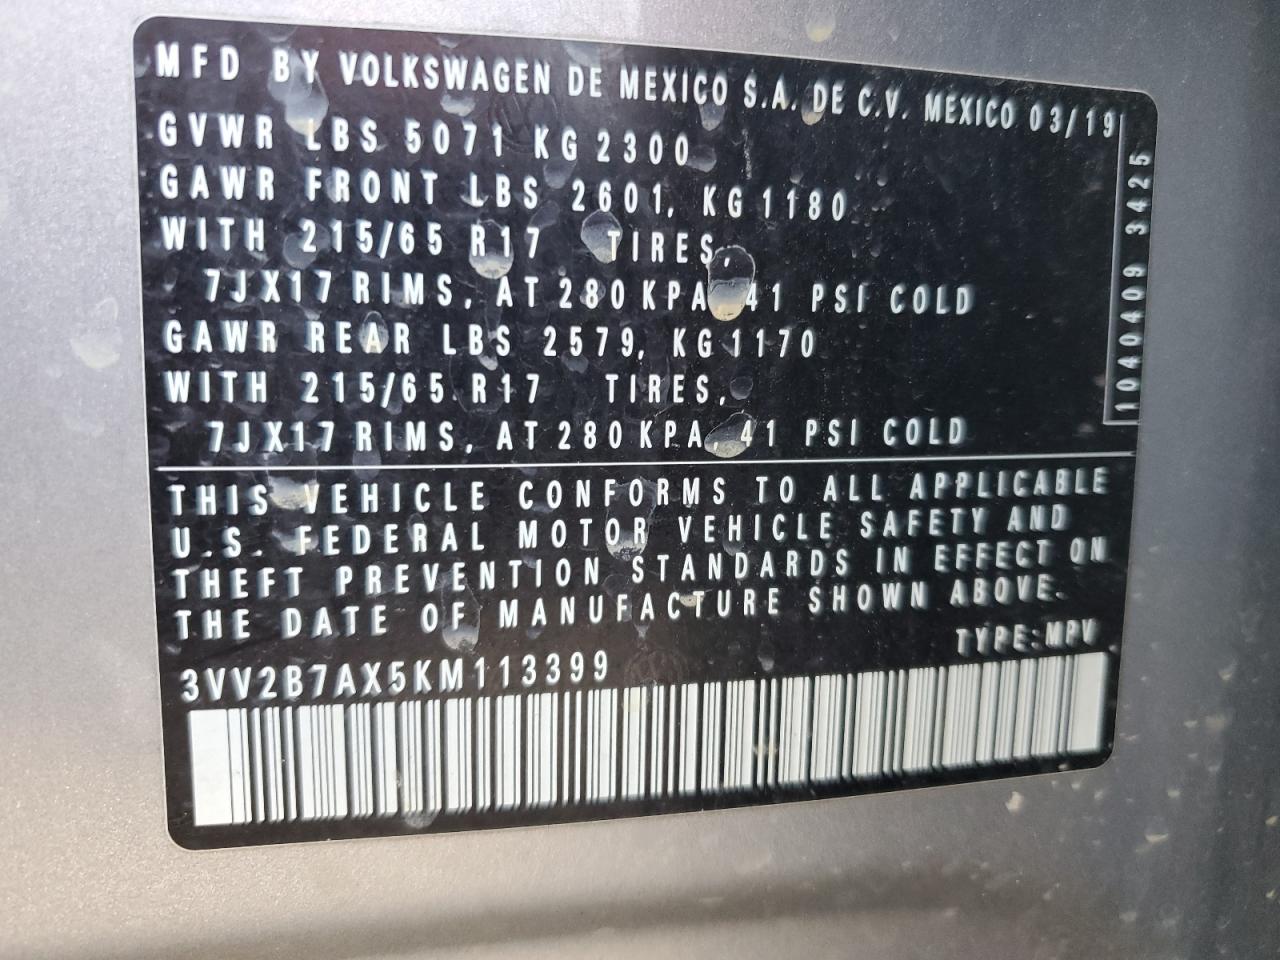 MFD BY VOLKSWAGEN DE MEXICO S.A. DE C.V. MEXICO 03/19
GVWR LBS 5071 KG 2300
GAWR FRONT LBS 2601, KG 1180
WITH 215/65 R17 TIRES,
7JX17 RIMS, AT 280 KPA, 41 PSI COLD
GAWR REAR LBS 2579, KG 1170
WITH 215/65 R17 TIRES,
7JX17 RIMS, AT 280 KPA, 41 PSI COLD
1040409 3425
THIS VEHICLE CONFORMS TO ALL APPLICABLE
U.S. FEDERAL MOTOR VEHICLE SAFETY AND
THEFT PREVENTION STANDARDS IN EFFECT ON
THE DATE OF MANUFACTURE SHOWN ABOVE.
TYPE:MPV
3VV2B7AX5KM113399